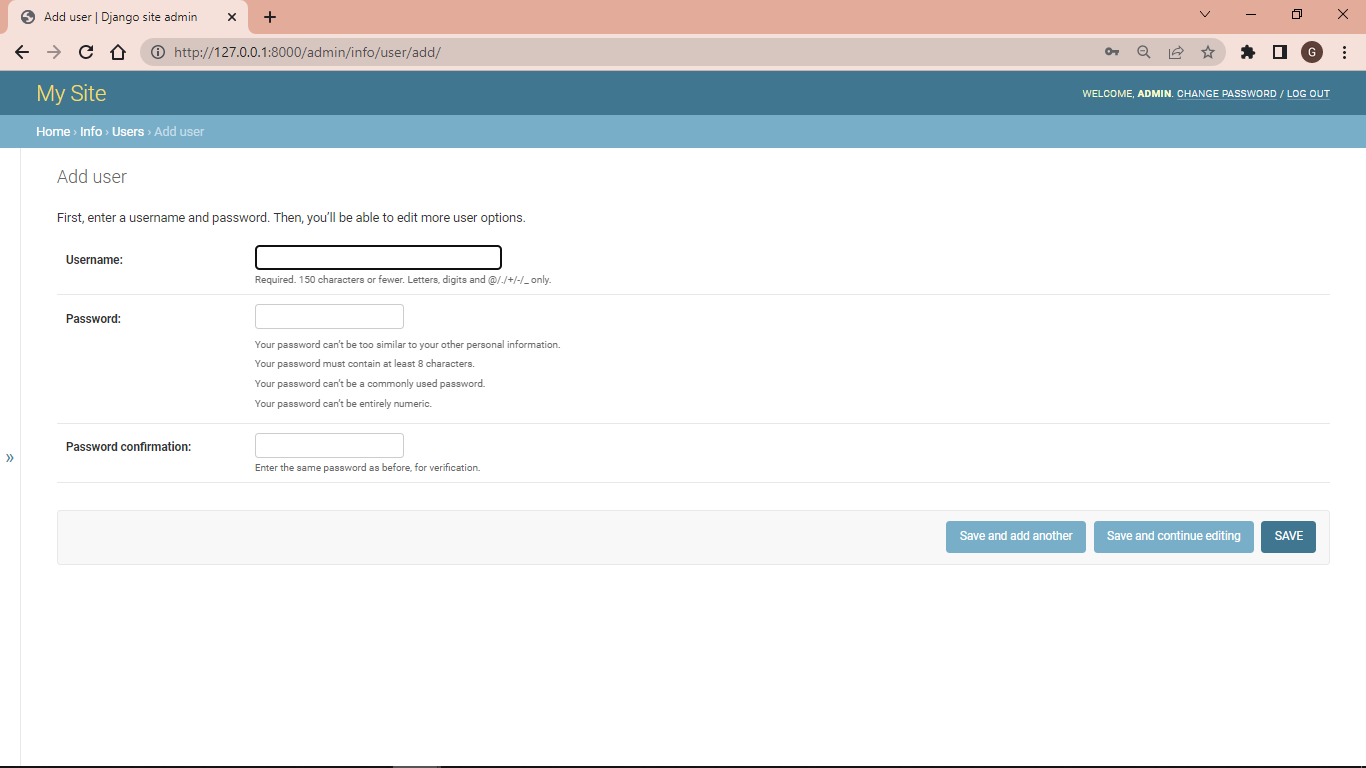 Add user | Django site admin
http://127.0.0.1:8000/admin/info/user/add/
G
My Site
WELCOME, ADMIN. CHANGE PASSWORD / LOG OUT
Home › Info › Users › Add user
Add user
First, enter a username and password. Then, you’ll be able to edit more user options.
Username:
Required. 150 characters or fewer. Letters, digits and @/./+/-/_ only.
Password:
Your password can’t be too similar to your other personal information.
Your password must contain at least 8 characters.
Your password can’t be a commonly used password.
Your password can’t be entirely numeric.
Password confirmation:
Enter the same password as before, for verification.
»
Save and add another
Save and continue editing
SAVE